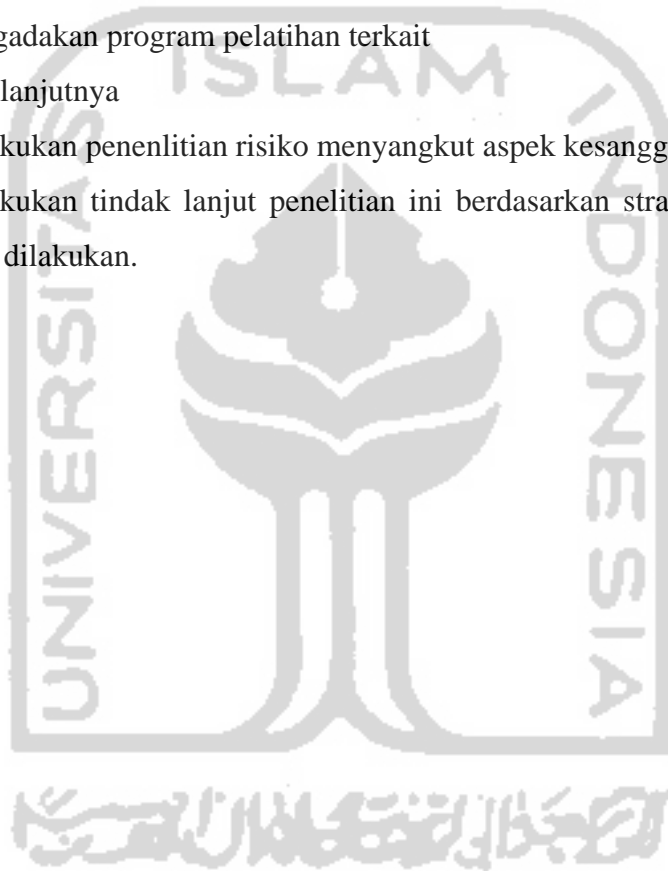 gadakan program pelatihan terkait
lanjutnya
kukan penenlitian risiko menyangkut aspek kesangg
kukan tindak lanjut penelitian ini berdasarkan stra
dilakukan.
UNIVERSITAS
ISLAM
INDONESIA